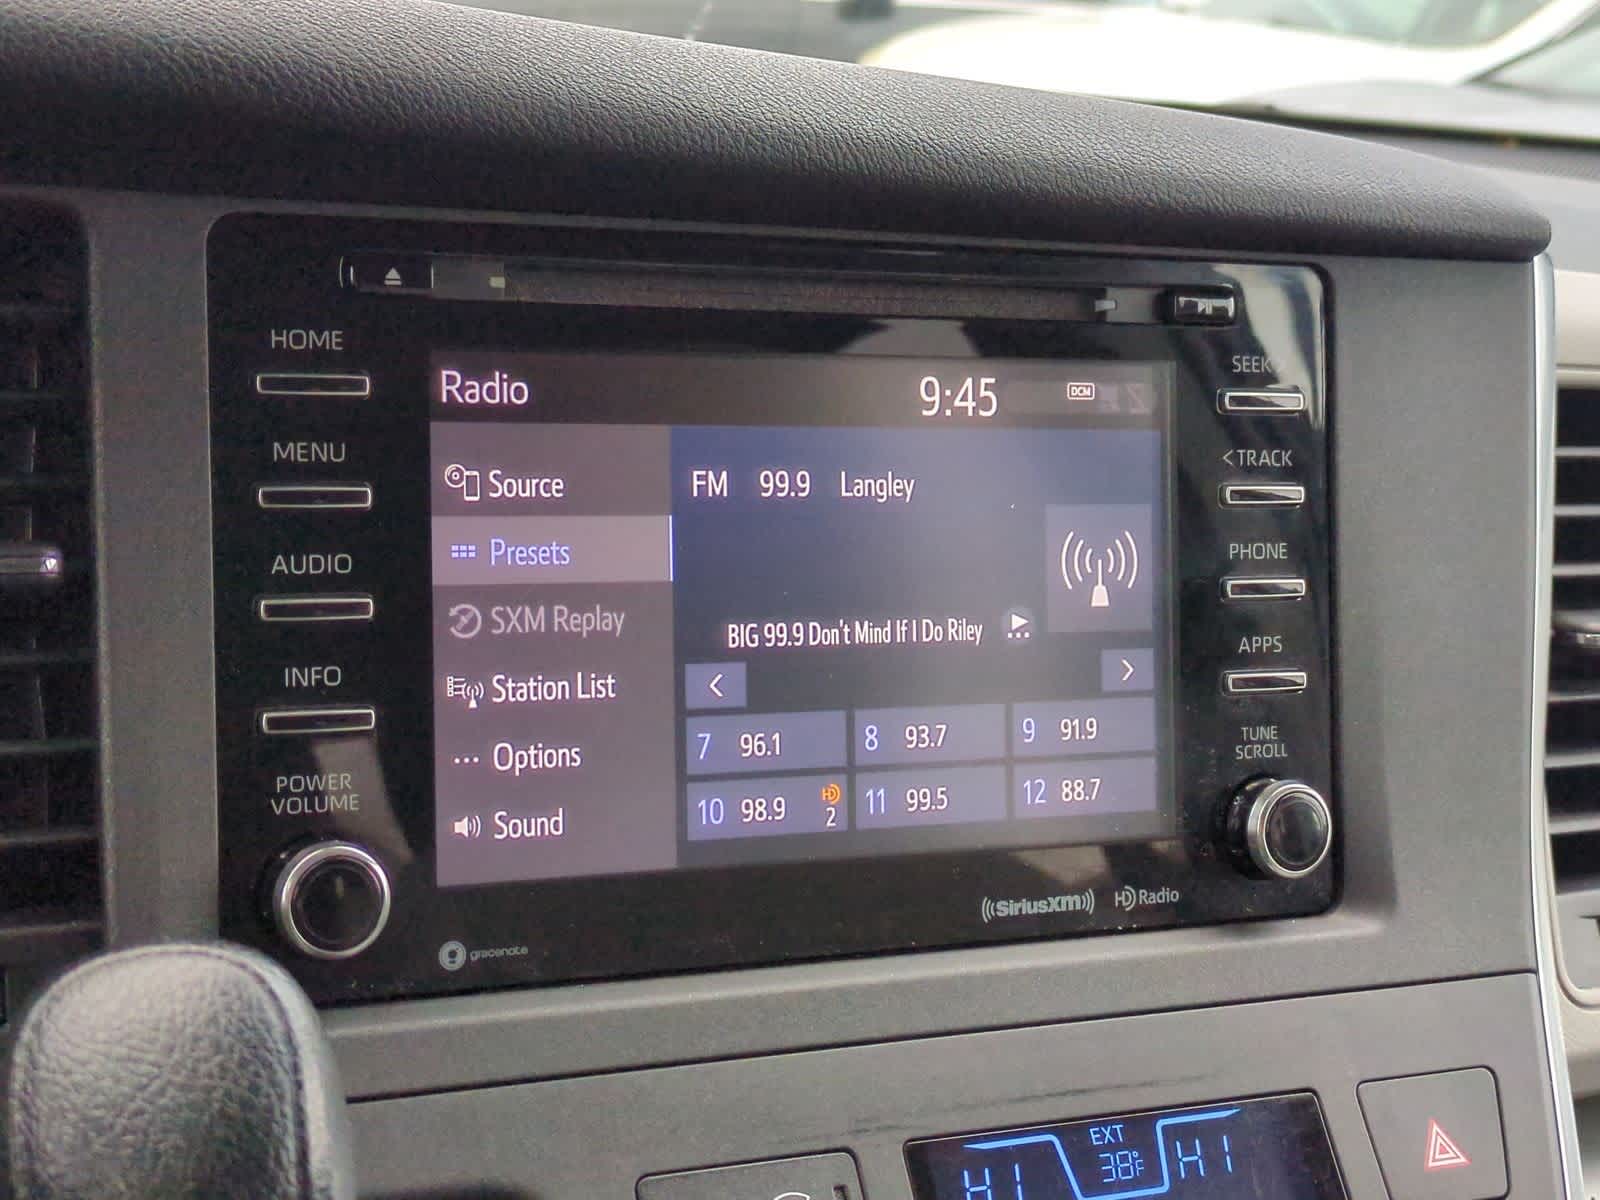 HOME
MENU
AUDIO
INFO
POWER
VOLUME
Radio
9:45
DCM
Source
Presets
SXM Replay
Station List
Options
Sound
FM 99.9 Langley
BIG 99.9 Don't Mind If I Do Riley
<
>
7 96.1
8 93.7
9 91.9
10 98.9 HD 2
11 99.5
12 88.7
SEEK>
<TRACK
PHONE
APPS
TUNE
SCROLL
gracenote
((SiriusXM))
HD Radio
HI
EXT
38°F
HI